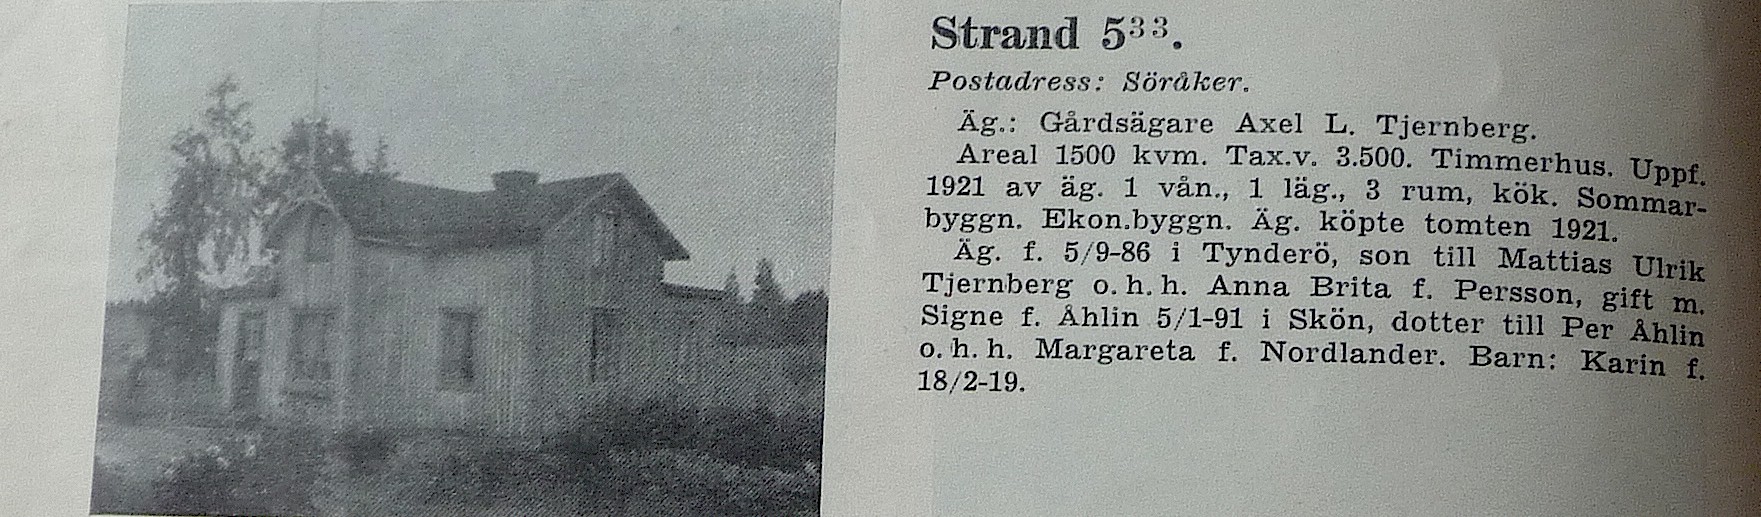 Strand 5³³.
Postadress: Söråker.
Äg.: Gårdsägare Axel L. Tjernberg.
Areal 1500 kvm. Tax.v. 3.500. Timmerhus. Uppf.
1921 av äg. 1 vån., 1 läg., 3 rum, kök. Sommar-
byggn. Ekon.byggn. Äg. köpte tomten 1921.
Äg. f. 5/9-86 i Tynderö, son till Mattias Ulrik
Tjernberg o. h. h. Anna Brita f. Persson, gift m.
Signe f. Åhlin 5/1-91 i Skön, dotter till Per Åhlin
o. h. h. Margareta f. Nordlander. Barn: Karin f.
18/2-19.